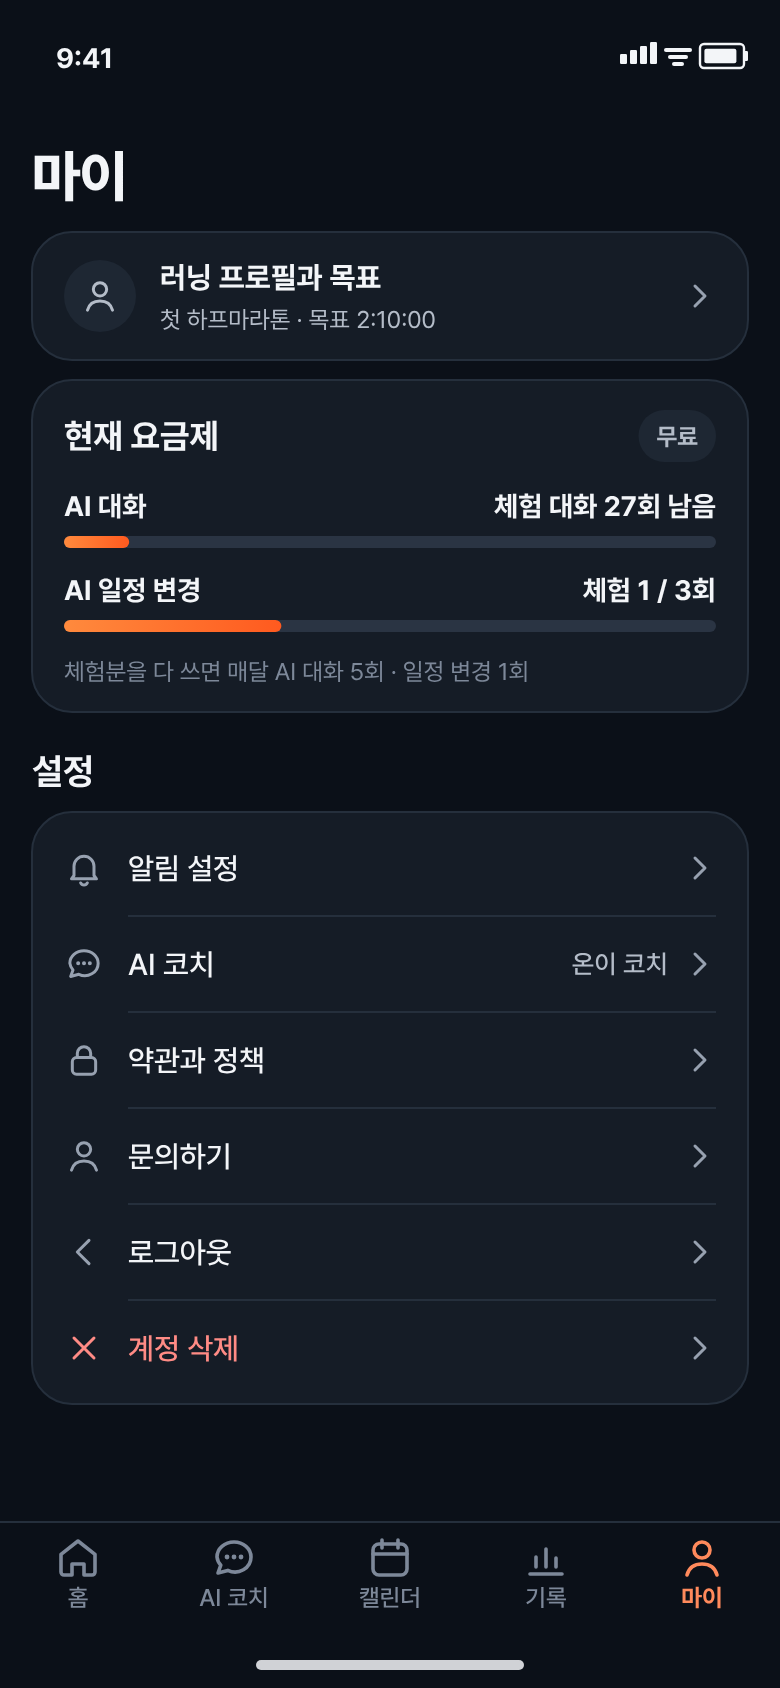 9:41
마이
러닝 프로필과 목표
첫 하프마라톤 · 목표 2:10:00
현재 요금제
무료
AI 대화
체험 대화 27회 남음
AI 일정 변경
체험 1 / 3회
체험분을 다 쓰면 매달 AI 대화 5회 · 일정 변경 1회
설정
알림 설정
AI 코치
온이 코치
약관과 정책
문의하기
로그아웃
계정 삭제
홈
AI 코치
캘린더
기록
마이